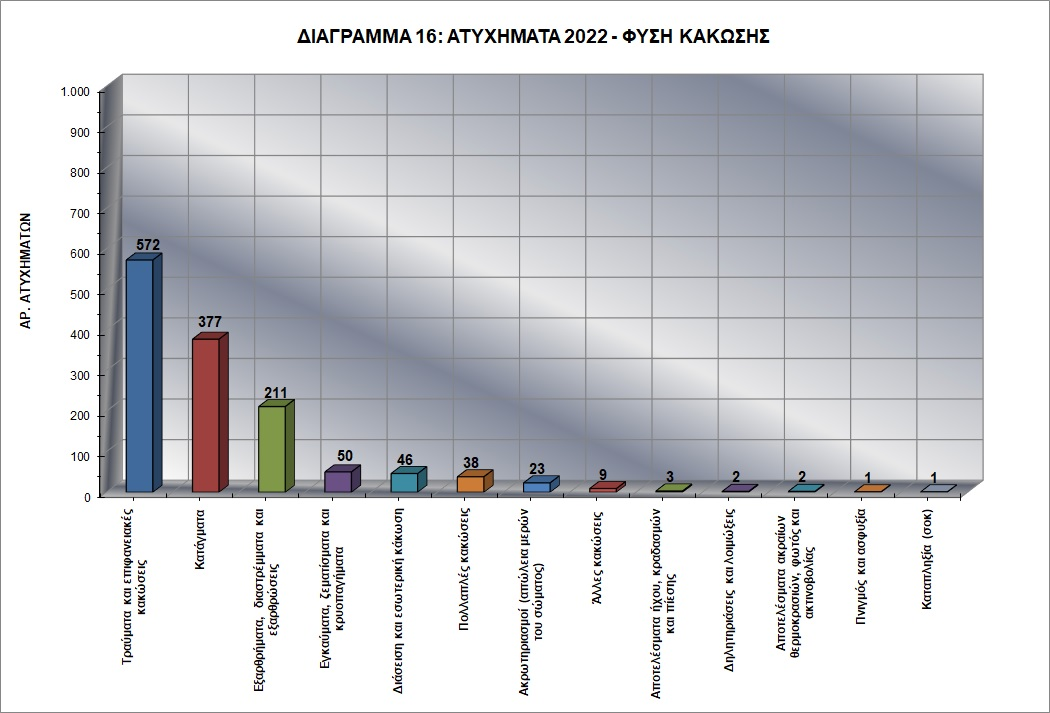 ΔΙΑΓΡΑΜΜΑ 16: ΑΤΥΧΗΜΑΤΑ 2022 - ΦΥΣΗ ΚΑΚΩΣΗΣ
ΑΡ. ΑΤΥΧΗΜΑΤΩΝ
1.000
900
800
700
600
500
400
300
200
100
0
572
377
211
50
46
38
23
9
3
2
2
1
1
Τραύματα και επιφανειακές
κακώσεις
Κατάγματα
Εξαρθρήματα, διαστρέμματα και
εξαρθρώσεις
Εγκαύματα, ζεματίσματα και
κρυοπαγήματα
Διάσειση και εσωτερική κάκωση
Πολλαπλές κακώσεις
Ακρωτηριασμοί (απώλεια μερών
του σώματος)
Άλλες κακώσεις
Αποτελέσματα ήχου, κραδασμών
και πίεσης
Δηλητηριάσεις και λοιμώξεις
Αποτελέσματα ακραίων
θερμοκρασιών, φωτός και
ακτινοβολίας
Πνιγμός και ασφυξία
Καταπληξία (σοκ)